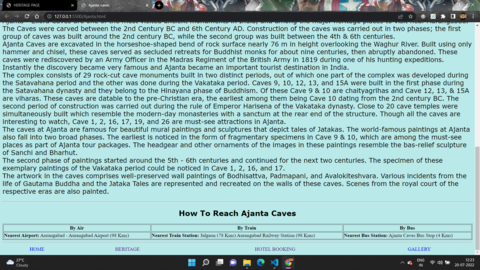 HERITAGE PAGE
Ajanta caves
127.0.0.1:5500/Ajanta.html
The Caves were carved between the 2nd Century BC and 6th Century AD. Construction of the caves was carried out in two phases; the first
group of caves was built around the 2nd century BC, while the second group was built between the 4th & 6th centuries.
Ajanta Caves are excavated in the horseshoe-shaped bend of rock surface nearly 76 m in height overlooking the Waghur River. Built using only
hammer and chisel, these caves served as secluded retreats for Buddhist monks for about nine centuries, then abruptly abandoned. These
caves were rediscovered by an Army Officer in the Madras Regiment of the British Army in 1819 during one of his hunting expeditions.
Instantly the discovery became very famous and Ajanta became an important tourist destination in India.
The complex consists of 29 rock-cut cave monuments built in two distinct periods, out of which one part of the complex was developed during
the Satavahana period and the other was done during the Vakataka period. Caves 9, 10, 12, 13, and 15A were built in the first phase during
the Satavahana dynasty and they belong to the Hinayana phase of Buddhism. Of these Cave 9 & 10 are chaityagrihas and Cave 12, 13, & 15A
are viharas. These caves are datable to the pre-Christian era, the earliest among them being Cave 10 dating from the 2nd century BC. The
second period of construction was carried out during the rule of Emperor Harisena of the Vakataka dynasty. Close to 20 cave temples were
simultaneously built which resemble the modern-day monasteries with a sanctum at the rear end of the structure. Though all the caves are
interesting to watch, Cave 1, 2, 16, 17, 19, and 26 are must-see attractions in Ajanta.
The caves at Ajanta are famous for beautiful mural paintings and sculptures that depict tales of Jatakas. The world-famous paintings at Ajanta
also fall into two broad phases. The earliest is noticed in the form of fragmentary specimens in Cave 9 & 10, which are among the must-see
places as part of Ajanta tour packages. The headgear and other ornaments of the images in these paintings resemble the bas-relief sculpture
of Sanchi and Bharhut.
The second phase of paintings started around the 5th - 6th centuries and continued for the next two centuries. The specimen of these
exemplary paintings of the Vakataka period could be noticed in Cave 1, 2, 16, and 17.
The artwork in the caves comprises well-preserved wall paintings of Bodhisattva, Padmapani, and Avalokiteshvara. Various incidents from the
life of Gautama Buddha and the Jataka Tales are represented and recreated on the walls of these caves. Scenes from the royal court of the
respective eras are also painted.
How To Reach Ajanta Caves
By Air By Train By Bus
Nearest Airport: Aurangabad - Aurangabad Airport (99 Kms) Nearest Train Station: Jalgaon (78 Kms) Aurangabad Railway Station (99 Kms) Nearest Bus Station: Ajanta Caves Bus Stop (4 Kms)
HOME HERITAGE HOTEL BOOKING GALLERY
27°C
Cloudy
ENG
IN
20-07-2022